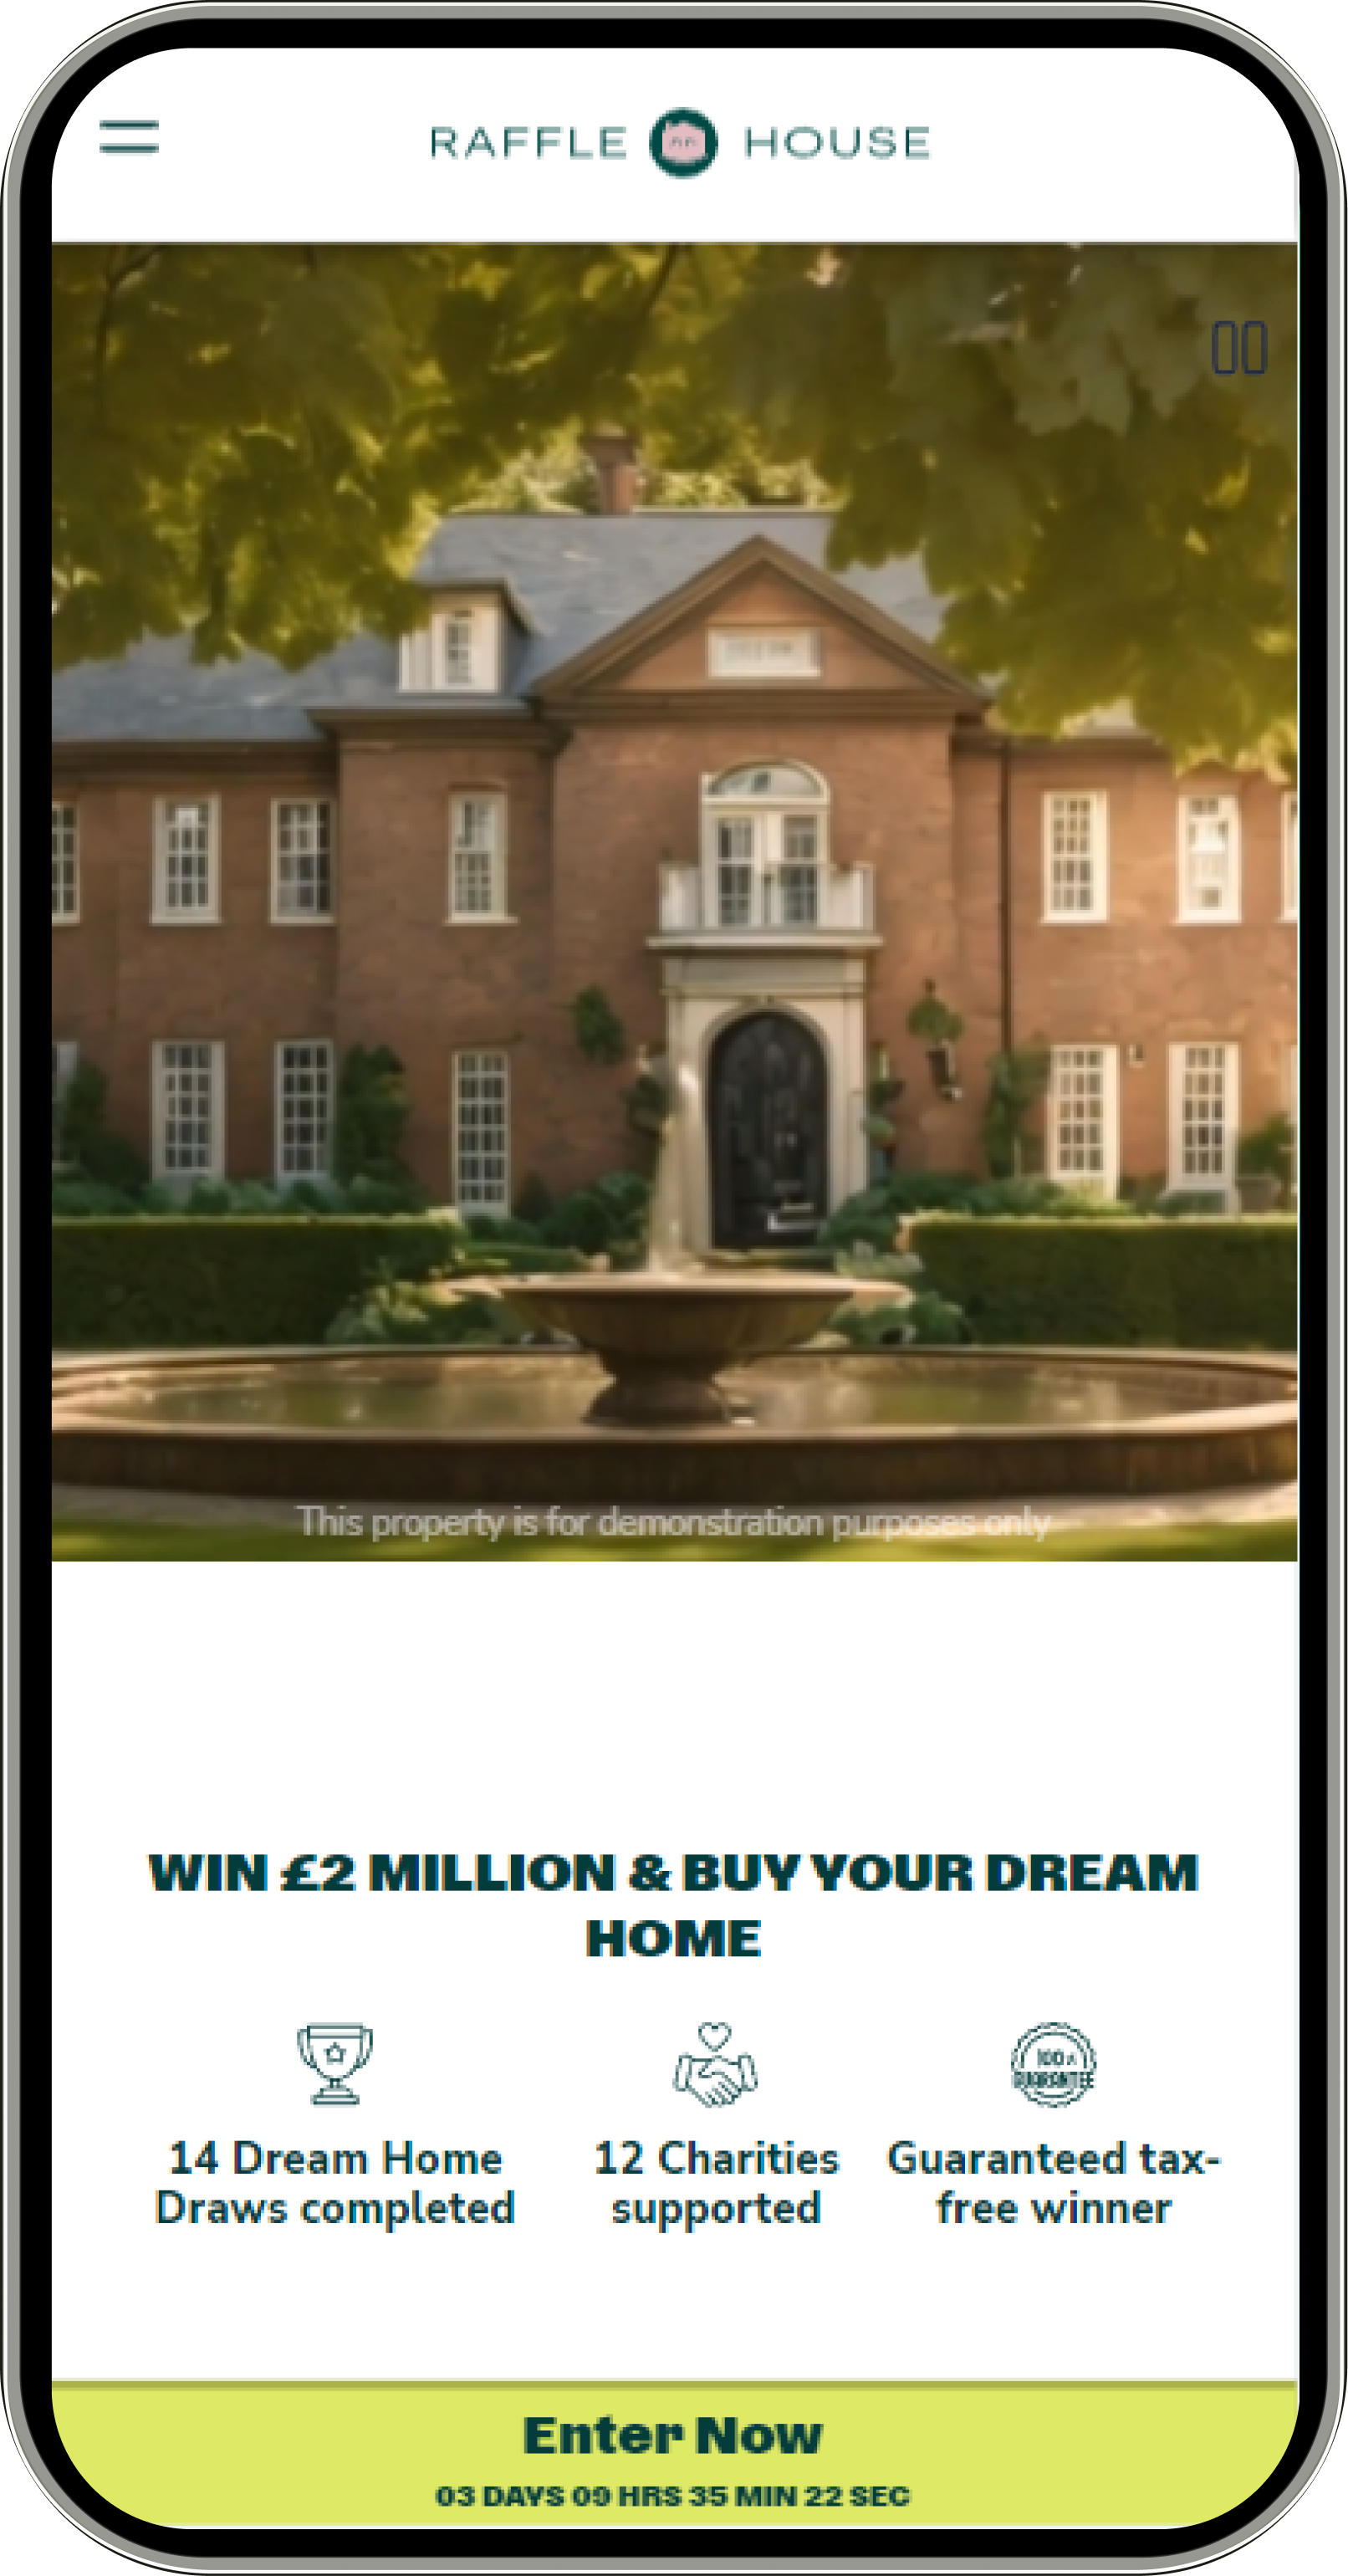 RAFFLE HOUSE
This property is for demonstration purposes only
WIN £2 MILLION & BUY YOUR DREAM
HOME
100%
GUARANTEE
14 Dream Home
Draws completed
12 Charities
supported
Guaranteed tax-
free winner
Enter Now
03 DAYS 09 HRS 35 MIN 22 SEC